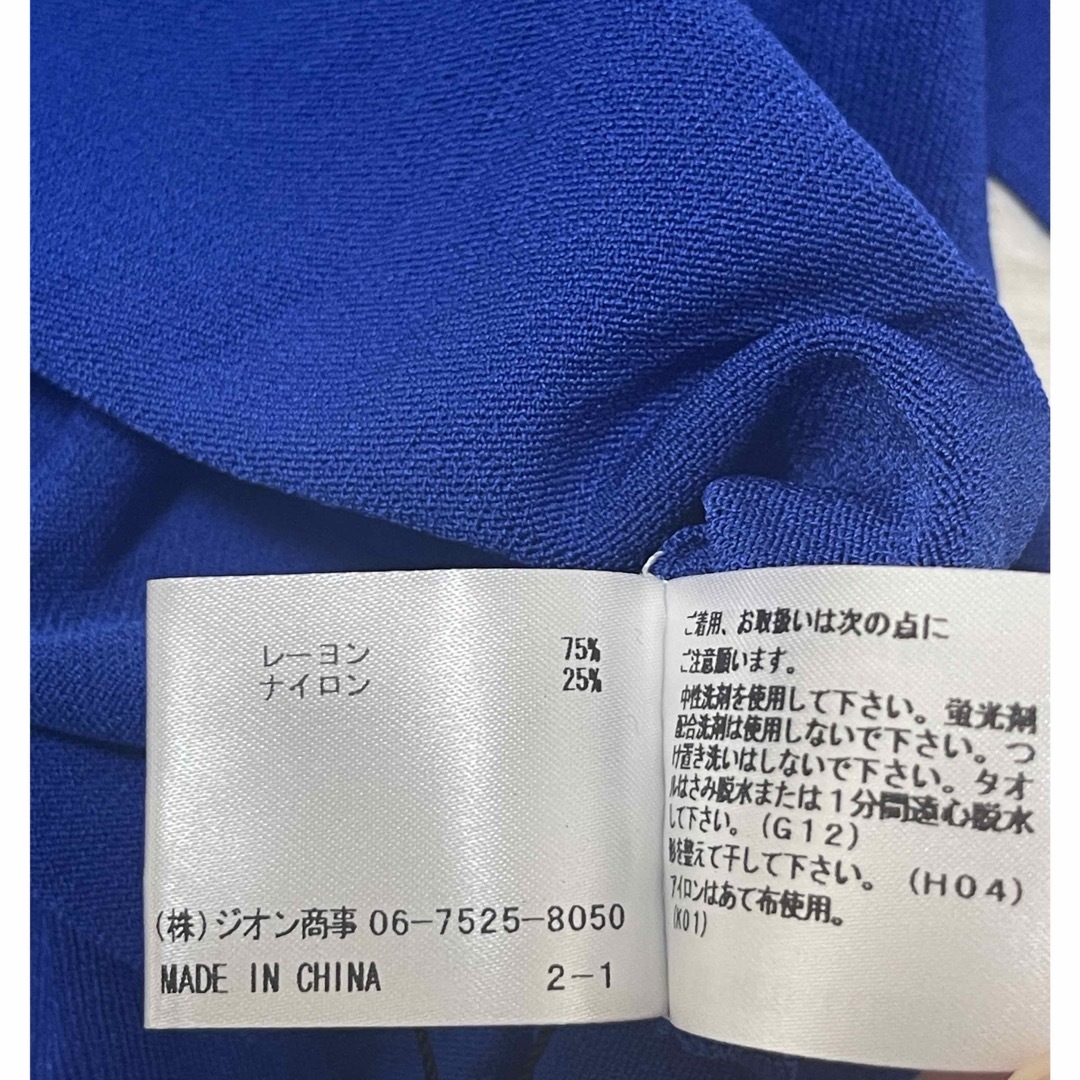 レーヨン 75%
ナイロン 25%
(株)ジオン商事 06-7525-8050
MADE IN CHINA 2-1
ご着用、お取扱いは次の点に
ご注意願います。
中性洗剤を使用して下さい。蛍光剤
配合洗剤は使用しないで下さい。つ
け置き洗いはしないで下さい。タオ
ルはさみ脱水または1分間遠心脱水
して下さい。(G12)
形を整えて干して下さい。(H04)
アイロンはあて布使用。
(K01)